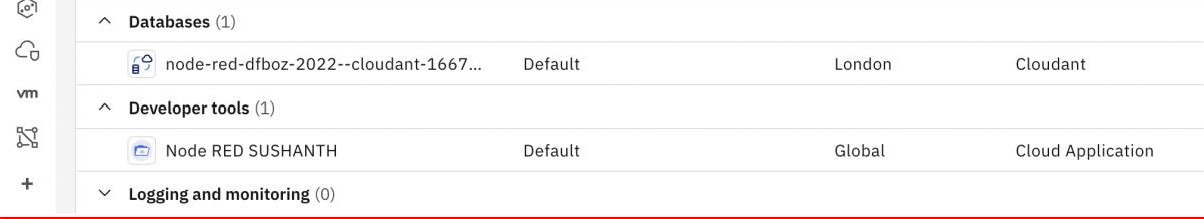 Databases (1)
node-red-dfboz-2022--cloudant-1667... Default London Cloudant
vm
Developer tools (1)
Node RED SUSHANTH Default Global Cloud Application
Logging and monitoring (0)